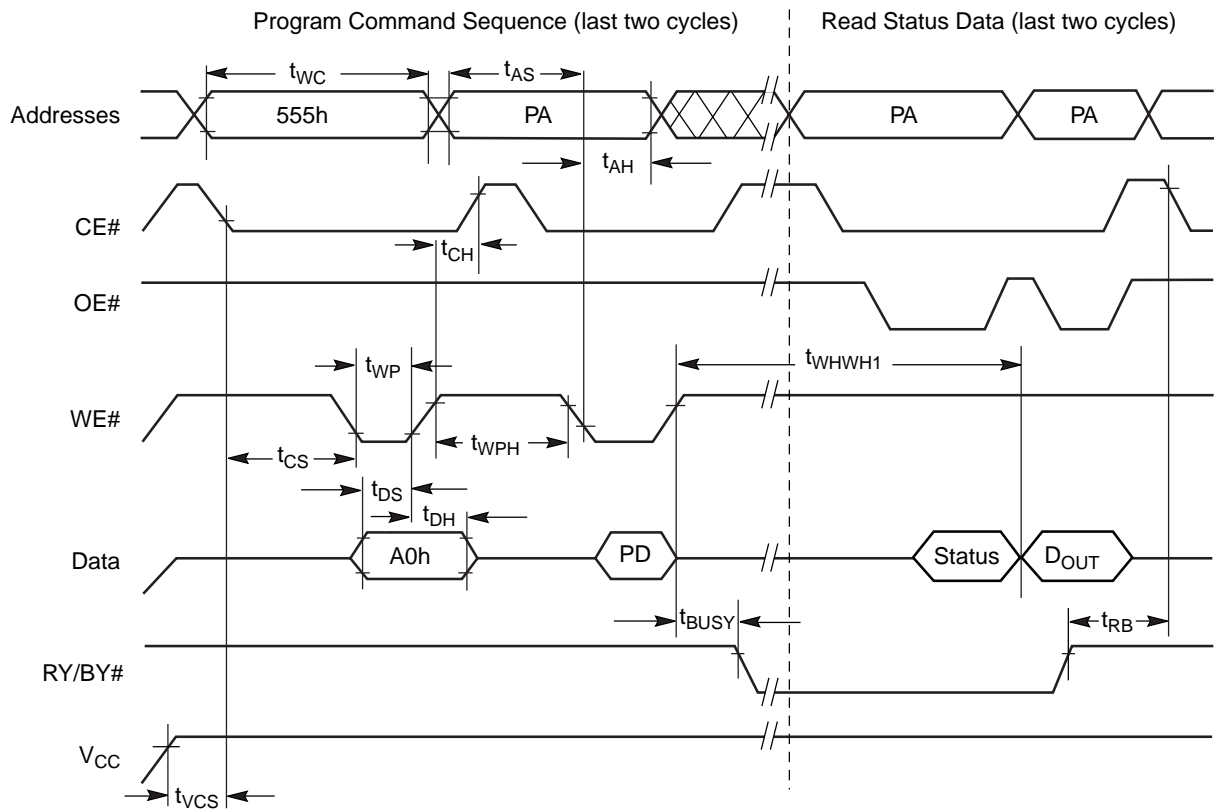 Program Command Sequence (last two cycles)
Read Status Data (last two cycles)
tWC
tAS
Addresses
555h
PA
PA
PA
tAH
CE#
tCH
OE#
tWP
tWHWH1
WE#
tCS
tWPH
tDS
tDH
Data
A0h
PD
Status
DOUT
tBUSY
tRB
RY/BY#
VCC
tVCS